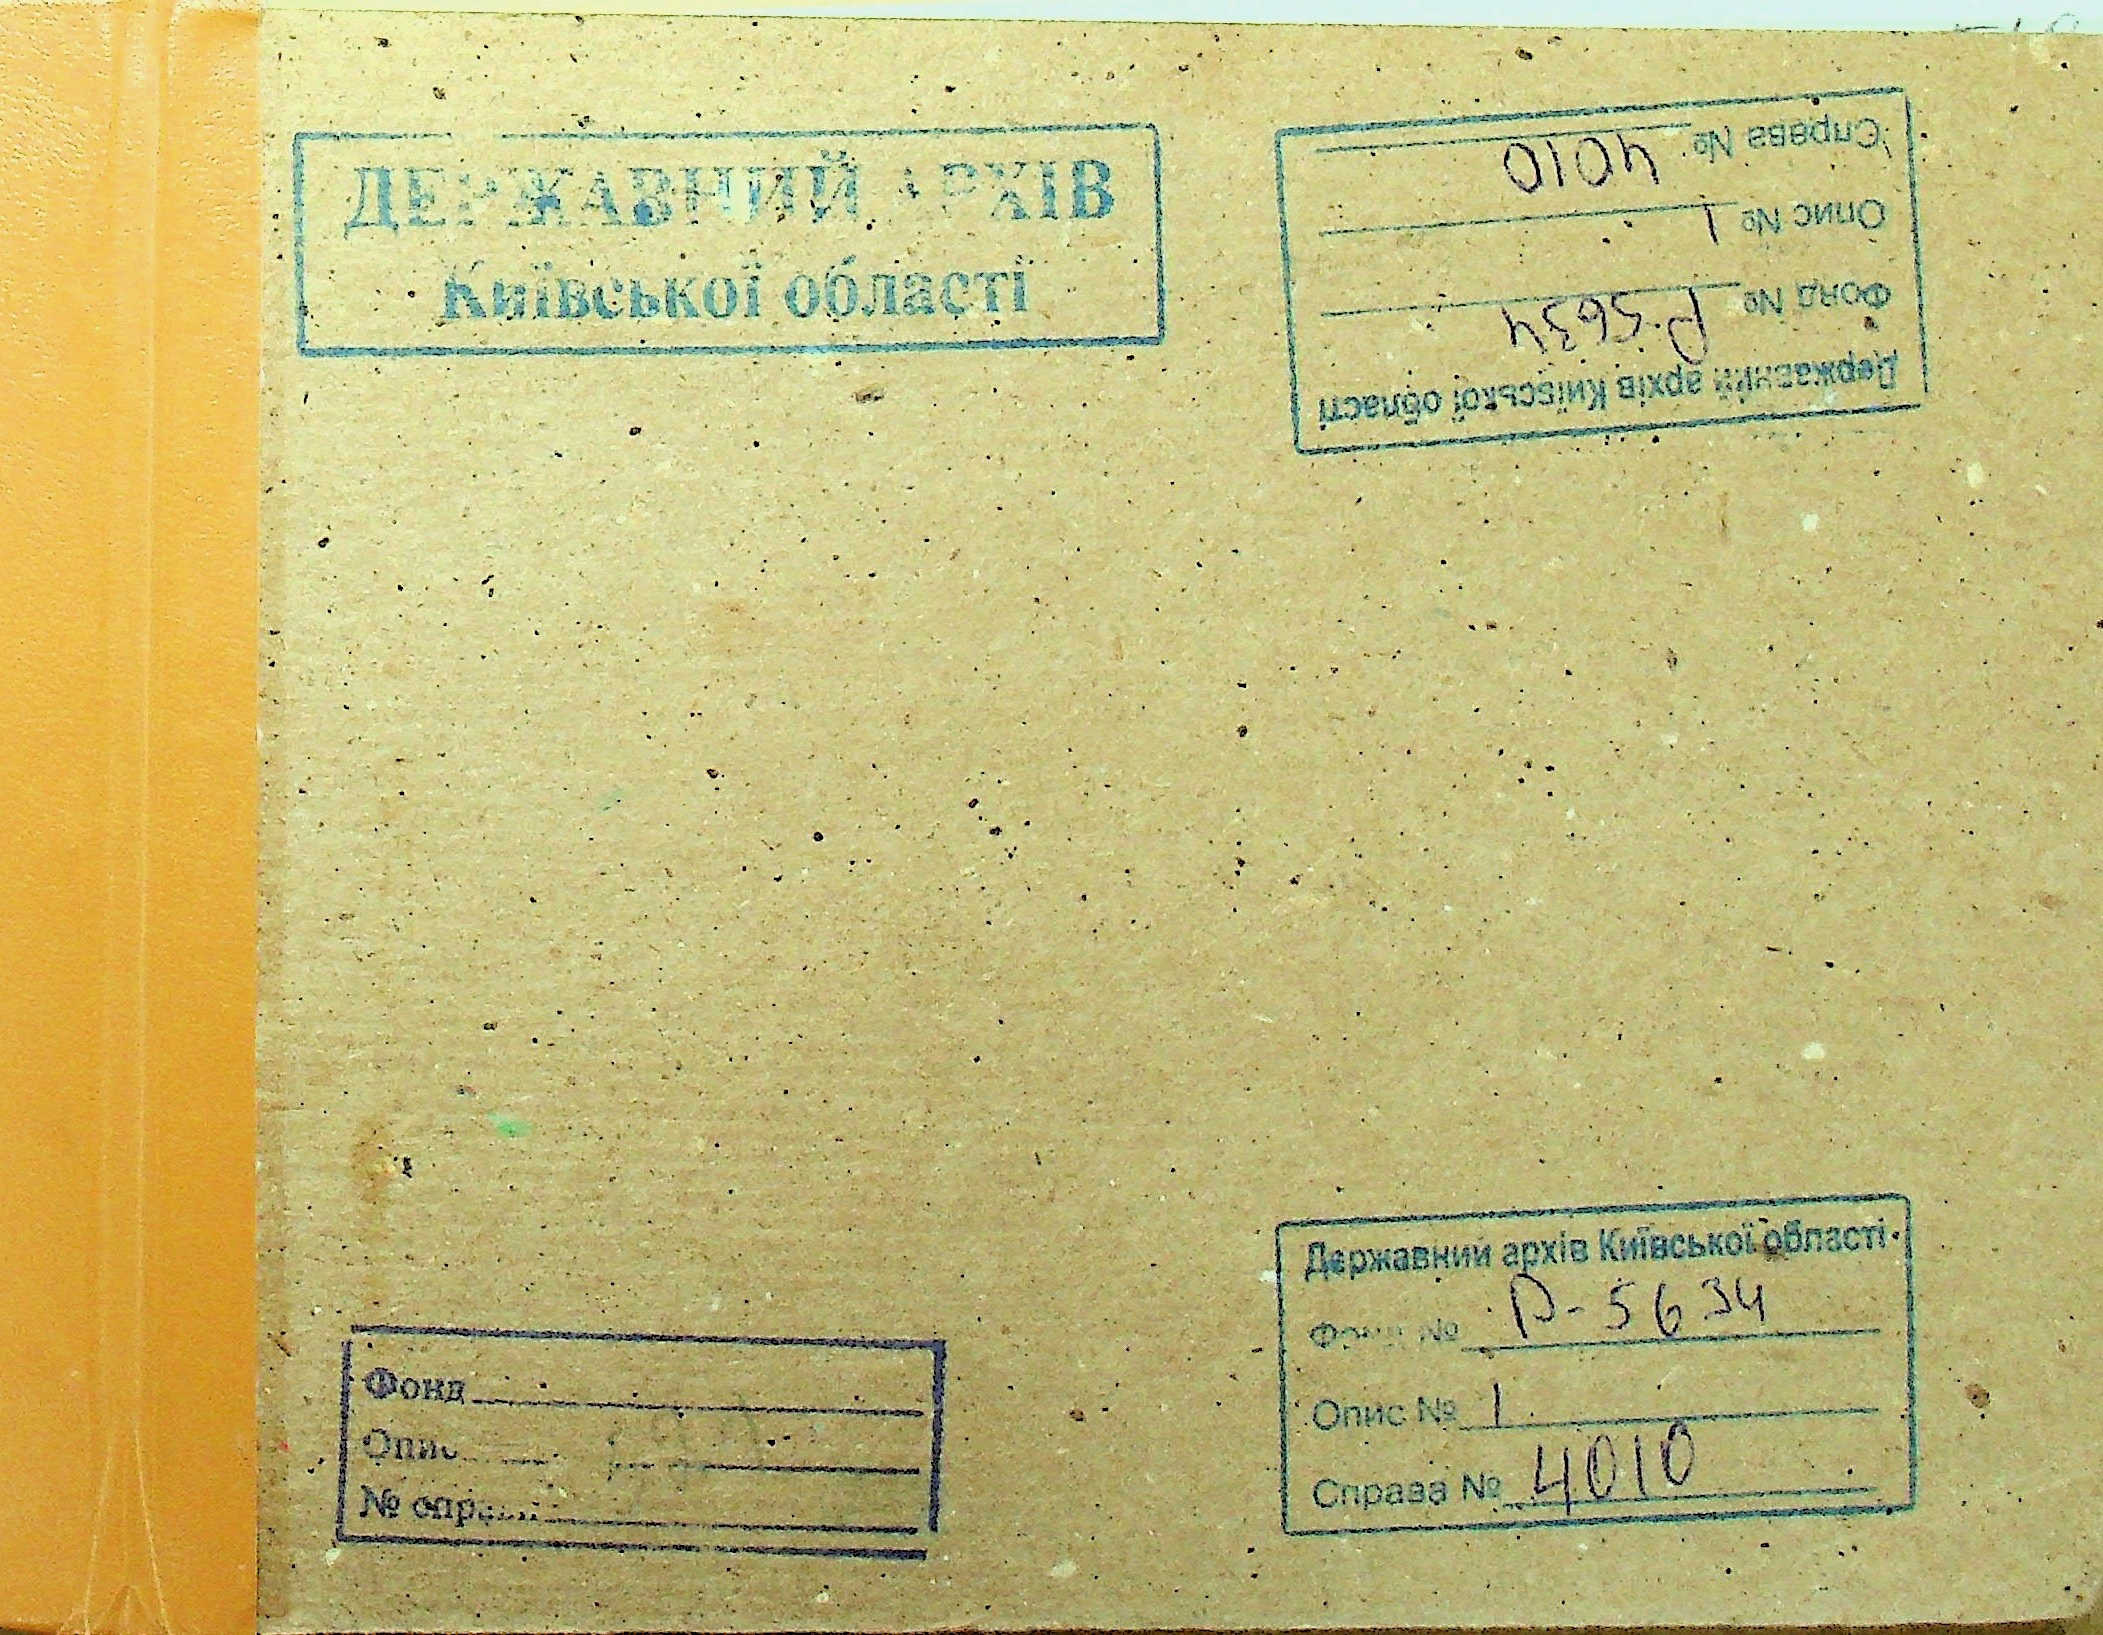 ДЕРЖАВНИЙ АРХІВ
Київської області
Державний архів Київської області
Фонд № Р-5634
Опис № 1
Справа № 4010
Фонд
Опис
№ справи
Державний архів Київської області
Фонд № Р-5634
Опис № 1
Справа № 4010